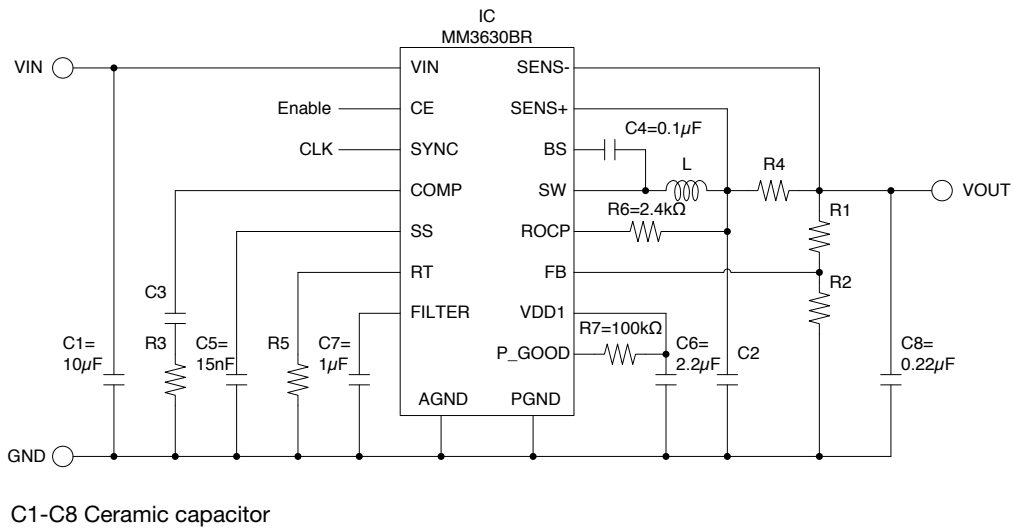 IC
MM3630BR
VIN
VIN
SENS-
Enable
CE
SENS+
C4=0.1µF
CLK
SYNC
BS
L
R4
COMP
SW
VOUT
R6=2.4kΩ
R1
SS
ROCP
RT
FB
R2
C3
FILTER
VDD1
R7=100kΩ
C1=
10µF
R3
C5=
15nF
R5
C7=
1µF
P_GOOD
C6=
2.2µF
C2
C8=
0.22µF
AGND
PGND
GND
C1-C8 Ceramic capacitor